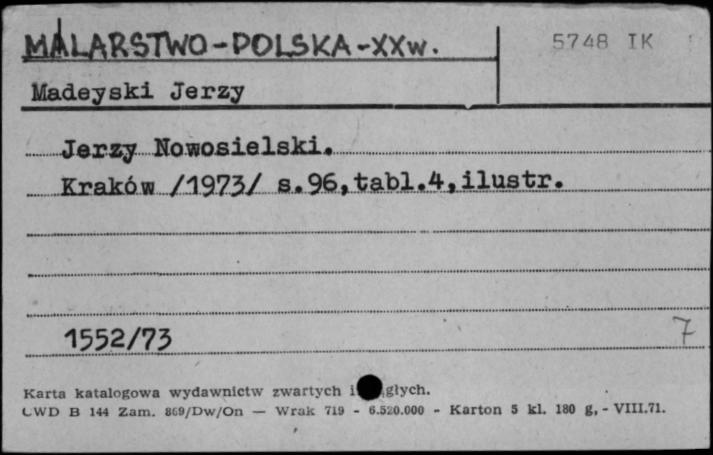 MALARSTWO-POLSKA-XXw.
5748 IK
Madeyski Jerzy
Jerzy Nowosielski.
Kraków /1973/ s.96,tabl.4,ilustr.
1552/73
7
Karta katalogowa wydawnictw zwartych i głych.
CWD B 144 Zam. 869/Dw/On — Wrak 719 - 6.520.000 - Karton 5 kl. 180 g, - VIII.71.